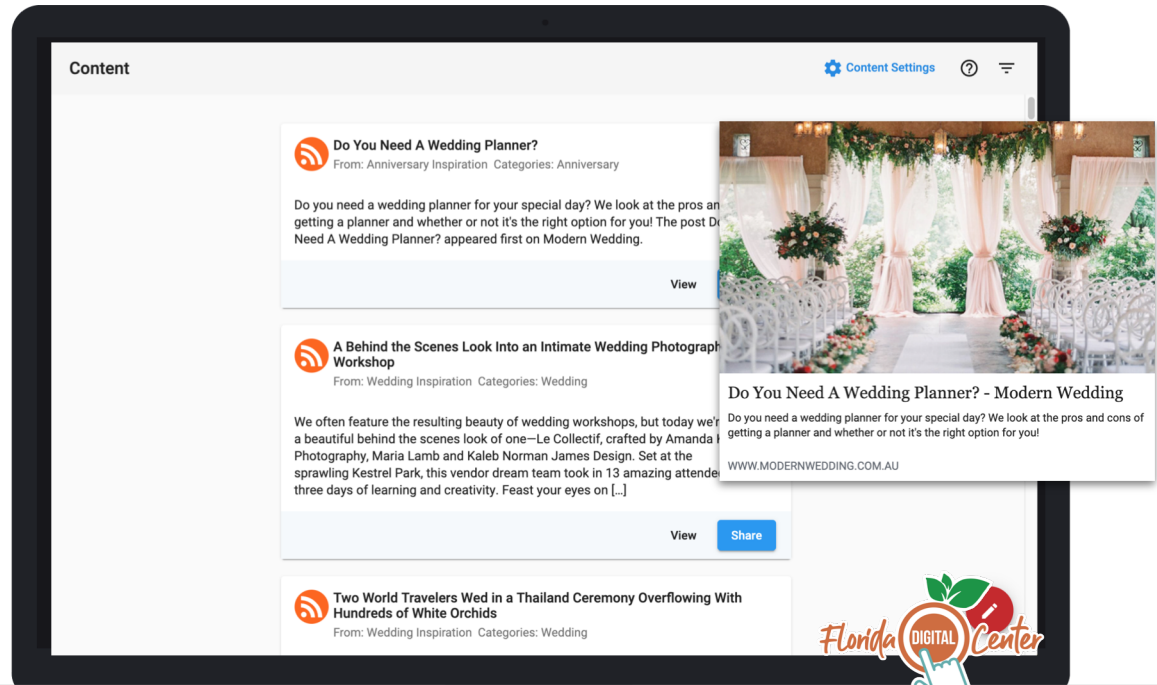 Content
Content Settings
Do You Need A Wedding Planner?
From: Anniversary Inspiration Categories: Anniversary
Do you need a wedding planner for your special day? We look at the pros an
getting a planner and whether or not it's the right option for you! The post Do
Need A Wedding Planner? appeared first on Modern Wedding.
View
A Behind the Scenes Look Into an Intimate Wedding Photograph
Workshop
From: Wedding Inspiration Categories: Wedding
We often feature the resulting beauty of wedding workshops, but today we'r
a beautiful behind the scenes look of one—Le Collectif, crafted by Amanda
Photography, Maria Lamb and Kaleb Norman James Design. Set at the
sprawling Kestrel Park, this vendor dream team took in 13 amazing attende
three days of learning and creativity. Feast your eyes on […]
View
Share
Two World Travelers Wed in a Thailand Ceremony Overflowing With
Hundreds of White Orchids
From: Wedding Inspiration Categories: Wedding
Do You Need A Wedding Planner? - Modern Wedding
Do you need a wedding planner for your special day? We look at the pros and cons of
getting a planner and whether or not it's the right option for you!
WWW.MODERNWEDDING.COM.AU
Florida DIGITAL Center